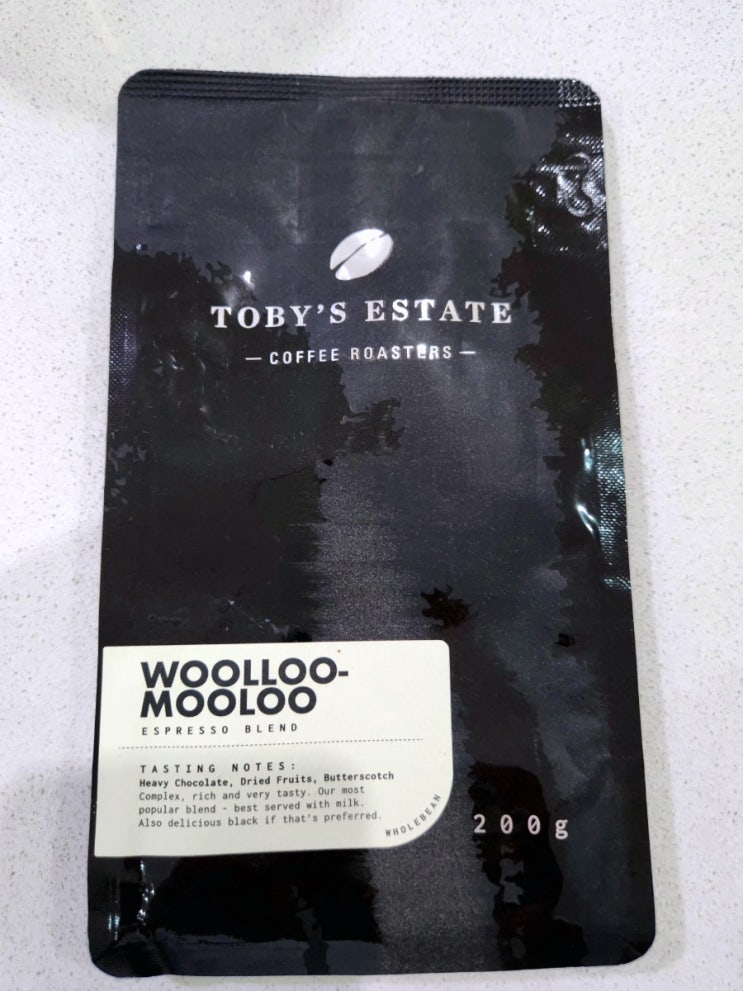 TOBY'S ESTATE
— COFFEE ROASTERS —
WOOLLOO-
MOOLOO
ESPRESSO BLEND
TASTING NOTES:
Heavy Chocolate, Dried Fruits, Butterscotch
Complex, rich and very tasty. Our most
popular blend - best served with milk.
Also delicious black if that's preferred.
WHOLEBEAN
200g